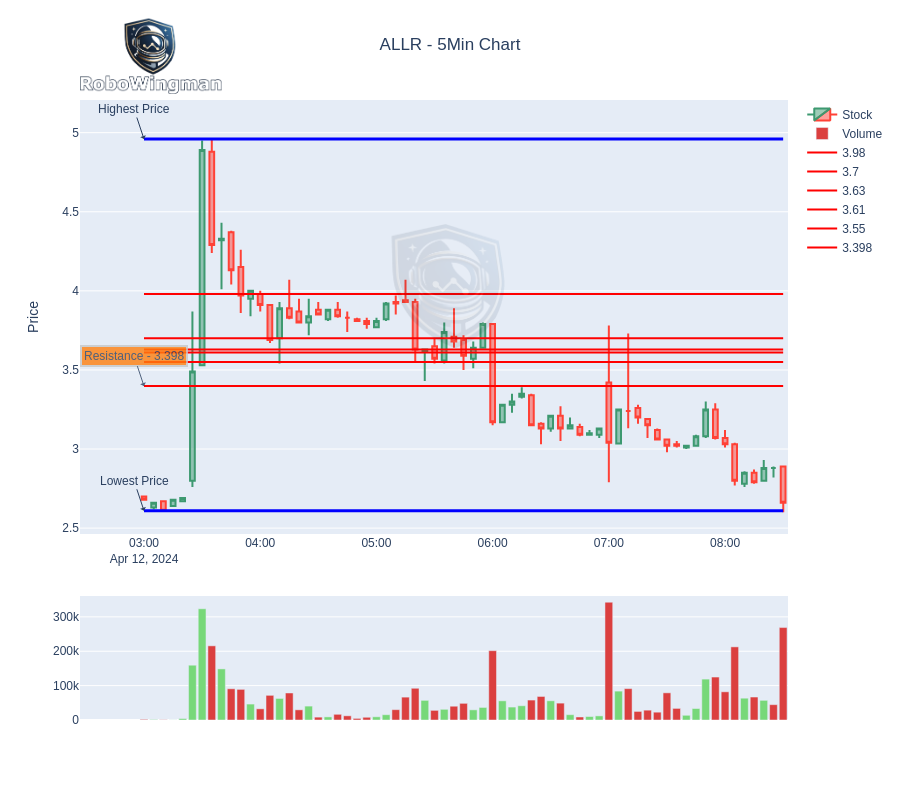 ALLR - 5Min Chart
RoboWingman
Highest Price
Stock
Volume
3.98
3.7
3.63
3.61
3.55
3.398
5
4.5
4
3.5
3
2.5
Price
Resistance - 3.398
Lowest Price
03:00
04:00
05:00
06:00
07:00
08:00
Apr 12, 2024
300k
200k
100k
0